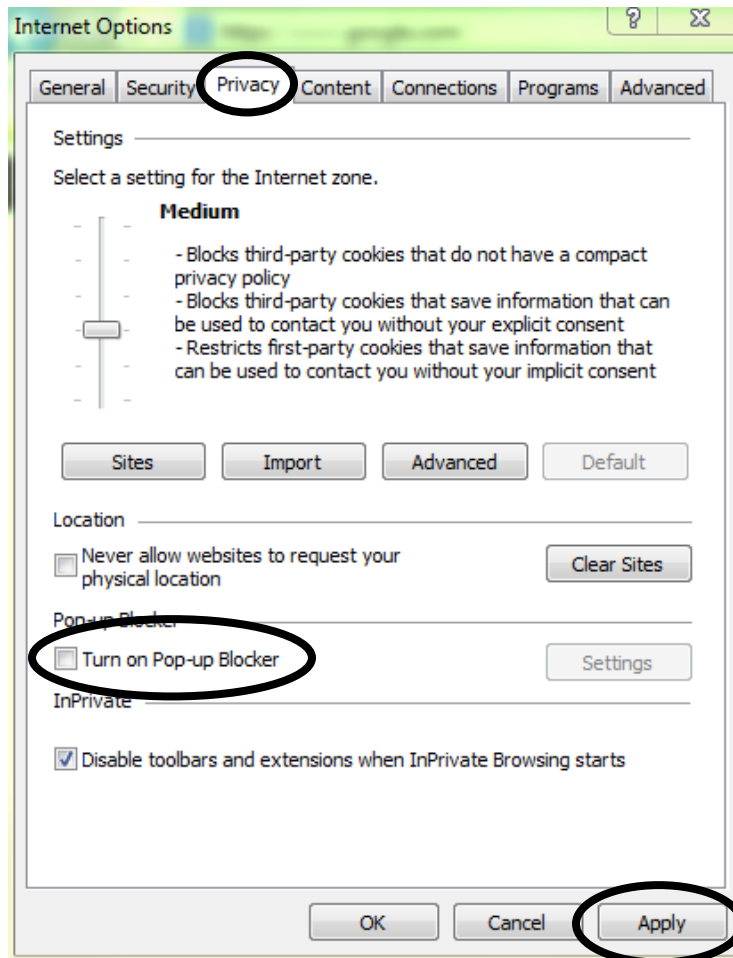 Internet Options
General Security Privacy Content Connections Programs Advanced
Settings
Select a setting for the Internet zone.
Medium
- Blocks third-party cookies that do not have a compact
privacy policy
- Blocks third-party cookies that save information that can
be used to contact you without your explicit consent
- Restricts first-party cookies that save information that
can be used to contact you without your implicit consent
Sites Import Advanced Default
Location
Never allow websites to request your
physical location
Clear Sites
Pop-up Blocker
Turn on Pop-up Blocker Settings
InPrivate
Disable toolbars and extensions when InPrivate Browsing starts
OK Cancel Apply